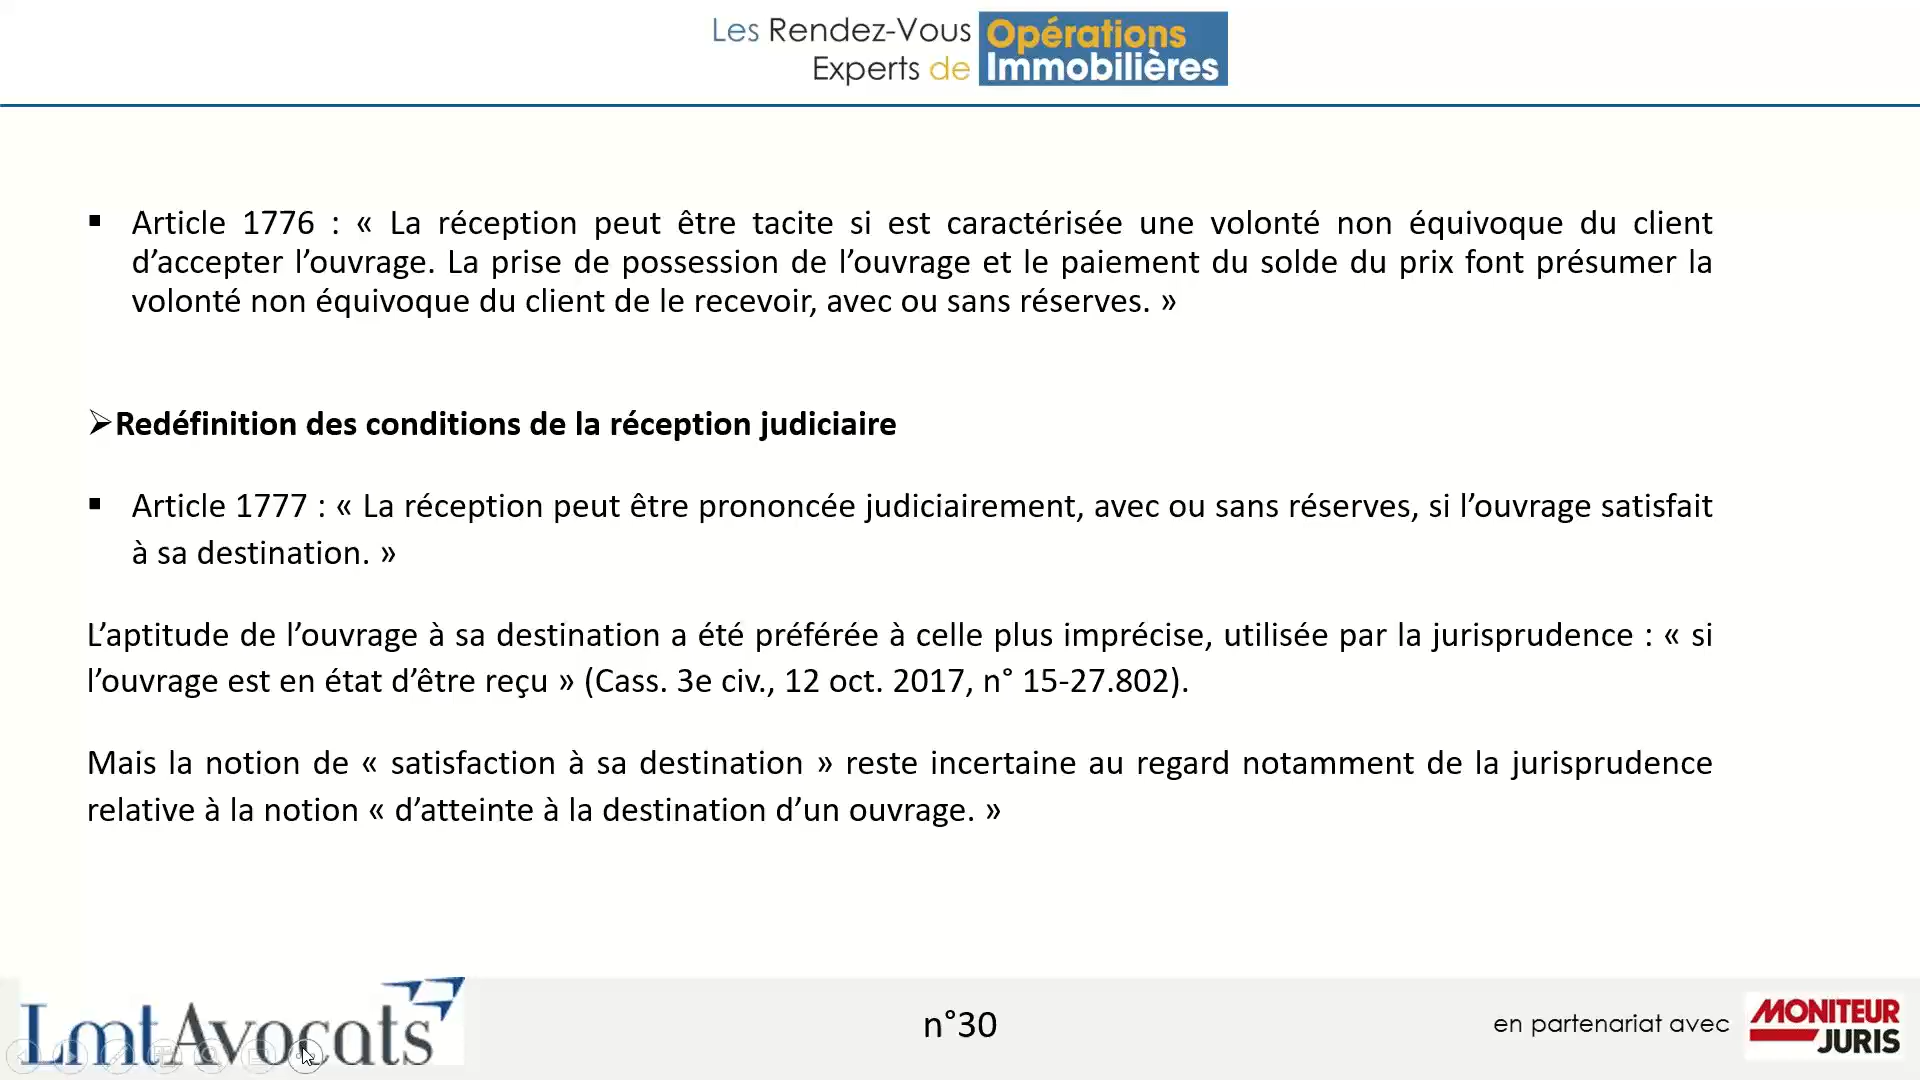 Les Rendez-Vous Opérations
Experts de Immobilières
▪ Article 1776 : « La réception peut être tacite si est caractérisée une volonté non équivoque du client
d’accepter l’ouvrage. La prise de possession de l’ouvrage et le paiement du solde du prix font présumer la
volonté non équivoque du client de le recevoir, avec ou sans réserves. »
➢Redéfinition des conditions de la réception judiciaire
▪ Article 1777 : « La réception peut être prononcée judiciairement, avec ou sans réserves, si l’ouvrage satisfait
à sa destination. »
L’aptitude de l’ouvrage à sa destination a été préférée à celle plus imprécise, utilisée par la jurisprudence : « si
l’ouvrage est en état d’être reçu » (Cass. 3e civ., 12 oct. 2017, n° 15-27.802).
Mais la notion de « satisfaction à sa destination » reste incertaine au regard notamment de la jurisprudence
relative à la notion « d’atteinte à la destination d’un ouvrage. »
LmtAvocats
n°30
en partenariat avec
MONITEUR
JURIS